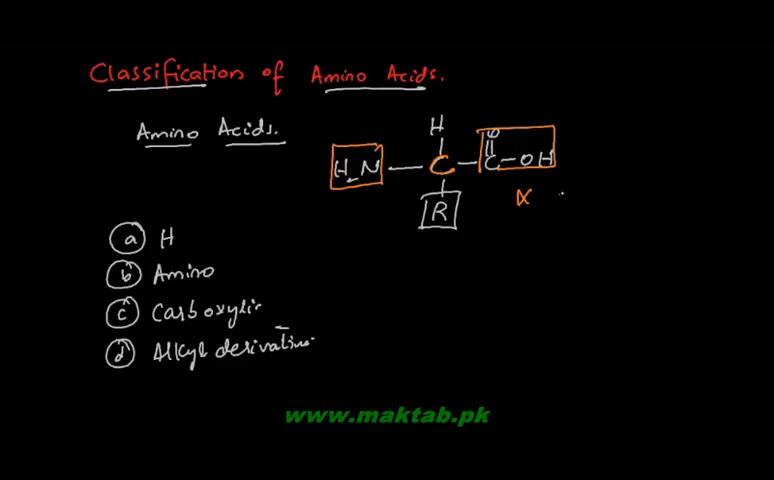 Classification of Amino Acids.
Amino Acids.
H
O
H₂N — C — C — OH
R
α
a H
b Amino
c Carboxylic
d Alkyl derivative
www.maktab.pk